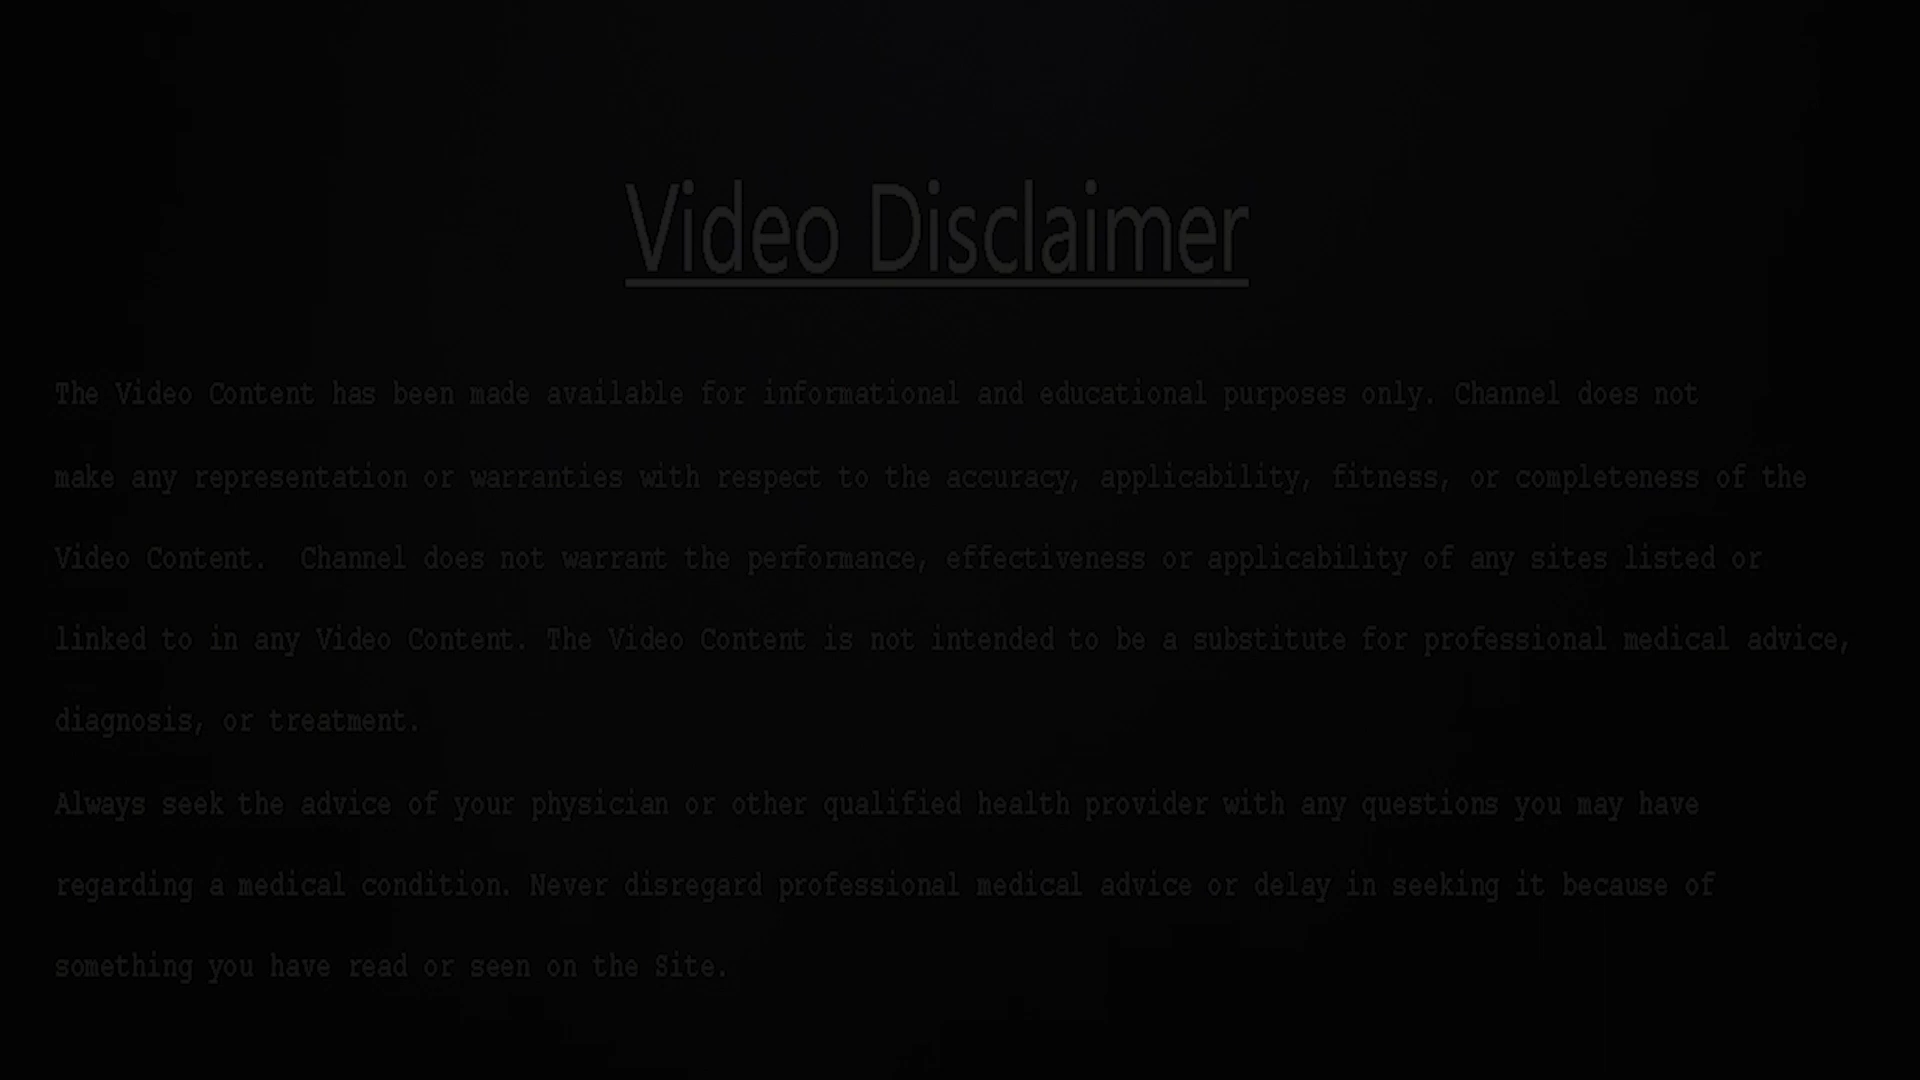 Video Disclaimer
The Video Content has been made available for informational and educational purposes only. Channel does not
make any representation or warranties with respect to the accuracy, applicability, fitness, or completeness of the
Video Content.  Channel does not warrant the performance, effectiveness or applicability of any sites listed or
linked to in any Video Content. The Video Content is not intended to be a substitute for professional medical advice,
diagnosis, or treatment.
Always seek the advice of your physician or other qualified health provider with any questions you may have
regarding a medical condition. Never disregard professional medical advice or delay in seeking it because of
something you have read or seen on the Site.